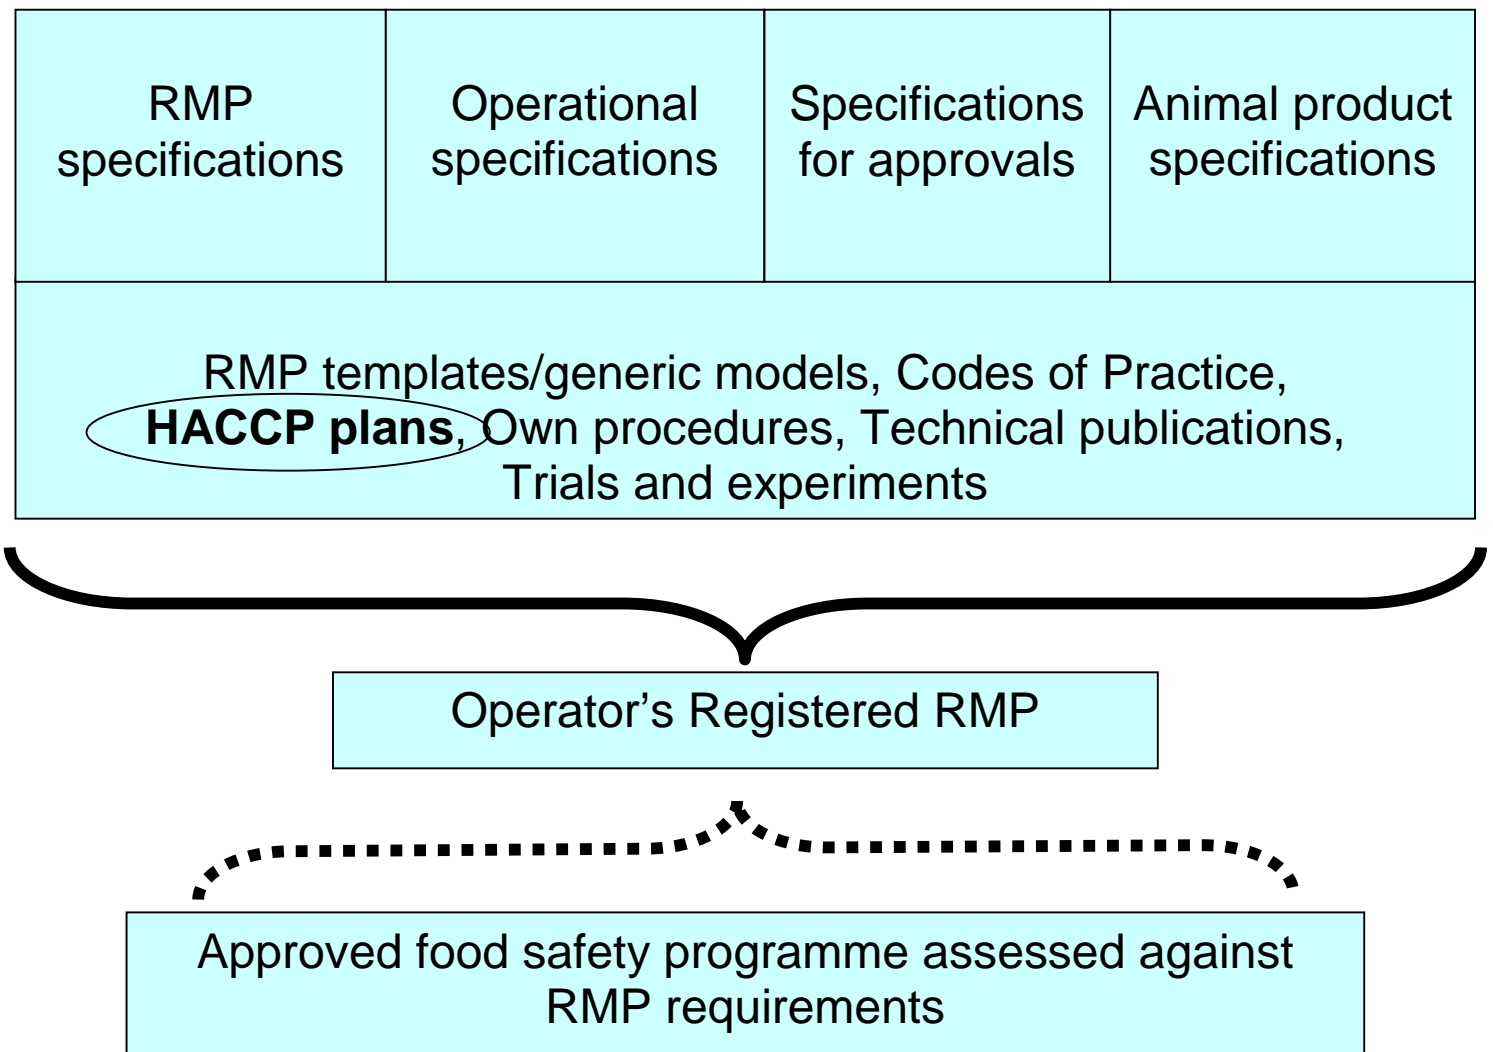 RMP
specifications
Operational
specifications
Specifications
for approvals
Animal product
specifications
RMP templates/generic models, Codes of Practice,
HACCP plans, Own procedures, Technical publications,
Trials and experiments
Operator’s Registered RMP
Approved food safety programme assessed against
RMP requirements